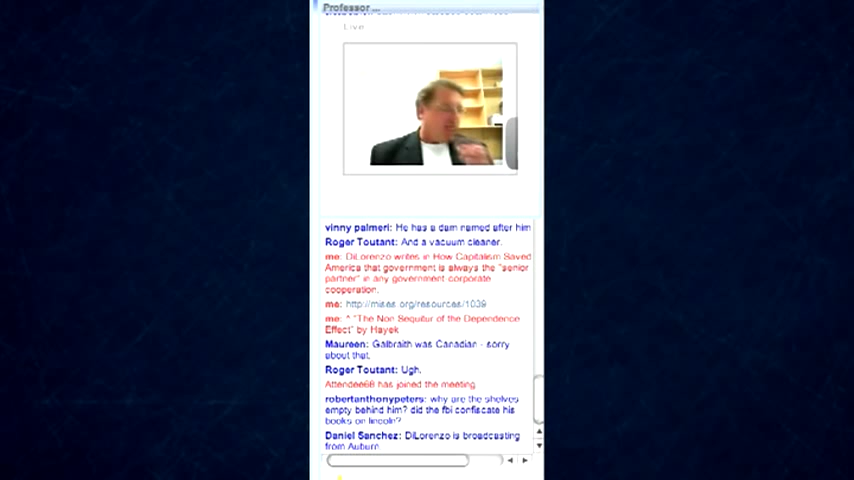 Professor ...
Live
vinny palmeri: He has a dam named after him
Roger Toutant: And a vacuum cleaner.
me: DiLorenzo writes in How Capitalism Saved
America that government is always the "senior
partner" in any government-corporate
cooperation.
me: http://mises.org/resources/1039
me: ^ "The Non Sequitur of the Dependence
Effect" by Hayek
Maureen: Galbraith was Canadian - sorry
about that.
Roger Toutant: Ugh.
Attendee68 has joined the meeting
robertanthonypeters: why are the shelves
empty behind him? did the fbi confiscate his
books on lincoln?
Daniel Sanchez: DiLorenzo is broadcasting
from Auburn